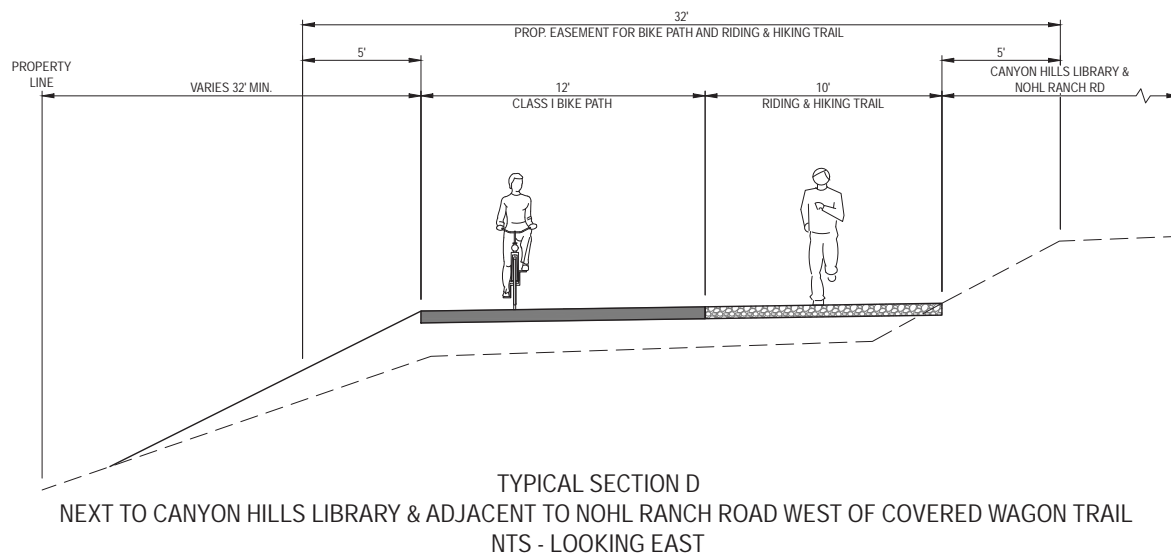 32'
PROP. EASEMENT FOR BIKE PATH AND RIDING & HIKING TRAIL
5'
5'
PROPERTY
LINE
CANYON HILLS LIBRARY &
NOHL RANCH RD
VARIES 32' MIN.
12'
CLASS I BIKE PATH
10'
RIDING & HIKING TRAIL
TYPICAL SECTION D
NEXT TO CANYON HILLS LIBRARY & ADJACENT TO NOHL RANCH ROAD WEST OF COVERED WAGON TRAIL
NTS - LOOKING EAST